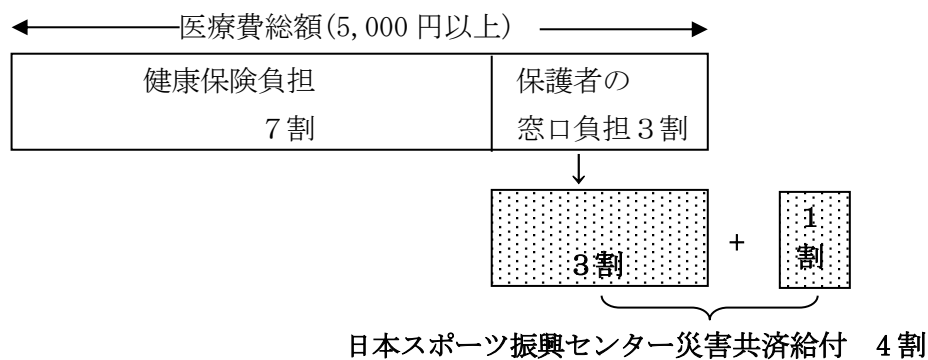 医療費総額(5,000 円以上)
健康保険負担
７割
保護者の
窓口負担３割
↓
３割
+
１
割
日本スポーツ振興センター災害共済給付　４割